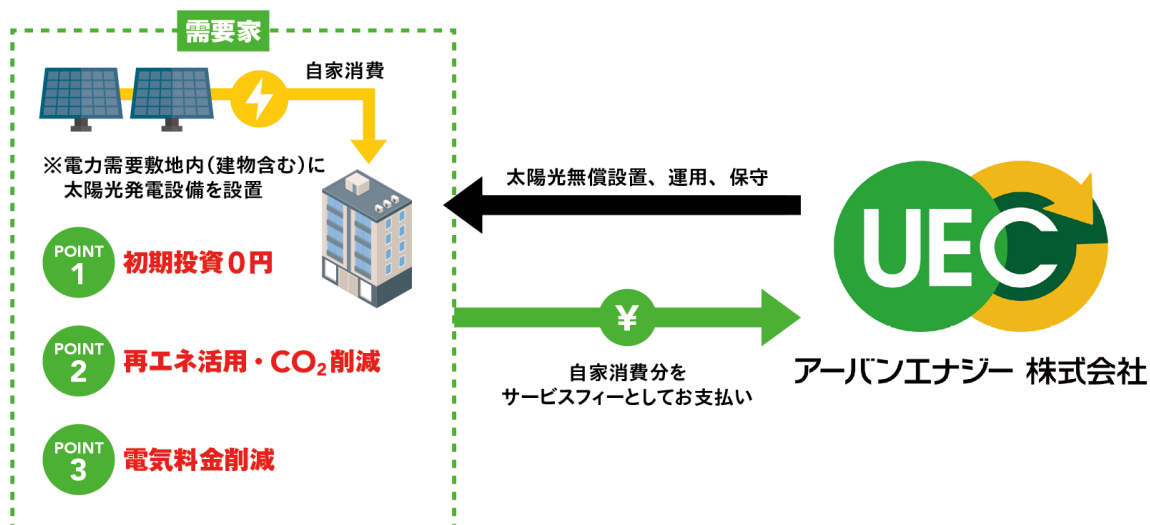 需要家
自家消費
※電力需要敷地内（建物含む）に
太陽光発電設備を設置
POINT
1
初期投資0円
POINT
2
再エネ活用・CO₂削減
POINT
3
電気料金削減
太陽光無償設置、運用、保守
¥
自家消費分を
サービスフィーとしてお支払い
UEC
アーバンエナジー 株式会社